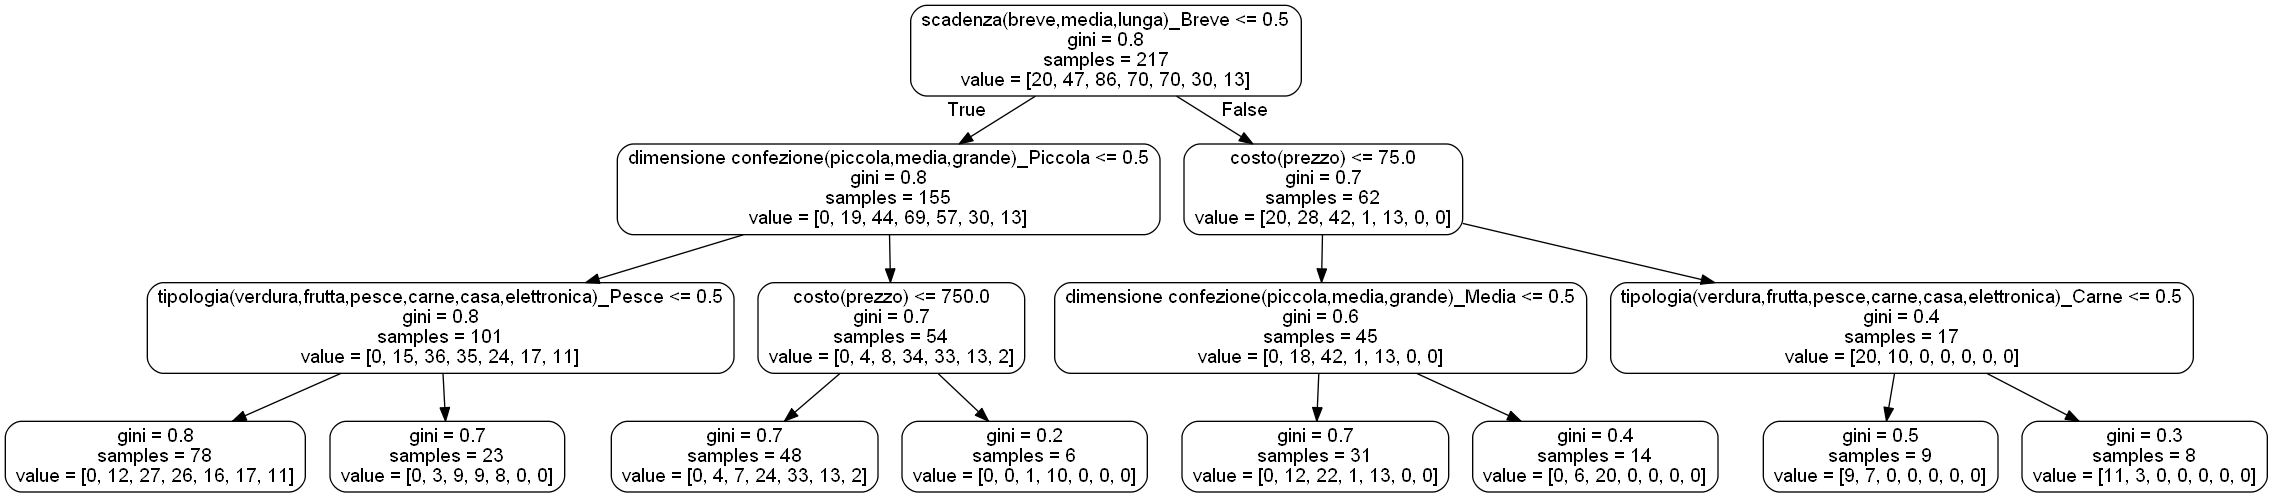 scadenza(breve,media,lunga)_Breve <= 0.5
gini = 0.8
samples = 217
value = [20, 47, 86, 70, 70, 30, 13]
True
False
dimensione confezione(piccola,media,grande)_Piccola <= 0.5
gini = 0.8
samples = 155
value = [0, 19, 44, 69, 57, 30, 13]
costo(prezzo) <= 75.0
gini = 0.7
samples = 62
value = [20, 28, 42, 1, 13, 0, 0]
tipologia(verdura,frutta,pesce,carne,casa,elettronica)_Pesce <= 0.5
gini = 0.8
samples = 101
value = [0, 15, 36, 35, 24, 17, 11]
costo(prezzo) <= 750.0
gini = 0.7
samples = 54
value = [0, 4, 8, 34, 33, 13, 2]
dimensione confezione(piccola,media,grande)_Media <= 0.5
gini = 0.6
samples = 45
value = [0, 18, 42, 1, 13, 0, 0]
tipologia(verdura,frutta,pesce,carne,casa,elettronica)_Carne <= 0.5
gini = 0.4
samples = 17
value = [20, 10, 0, 0, 0, 0, 0]
gini = 0.8
samples = 78
value = [0, 12, 27, 26, 16, 17, 11]
gini = 0.7
samples = 23
value = [0, 3, 9, 9, 8, 0, 0]
gini = 0.7
samples = 48
value = [0, 4, 7, 24, 33, 13, 2]
gini = 0.2
samples = 6
value = [0, 0, 1, 10, 0, 0, 0]
gini = 0.7
samples = 31
value = [0, 12, 22, 1, 13, 0, 0]
gini = 0.4
samples = 14
value = [0, 6, 20, 0, 0, 0, 0]
gini = 0.5
samples = 9
value = [9, 7, 0, 0, 0, 0, 0]
gini = 0.3
samples = 8
value = [11, 3, 0, 0, 0, 0, 0]